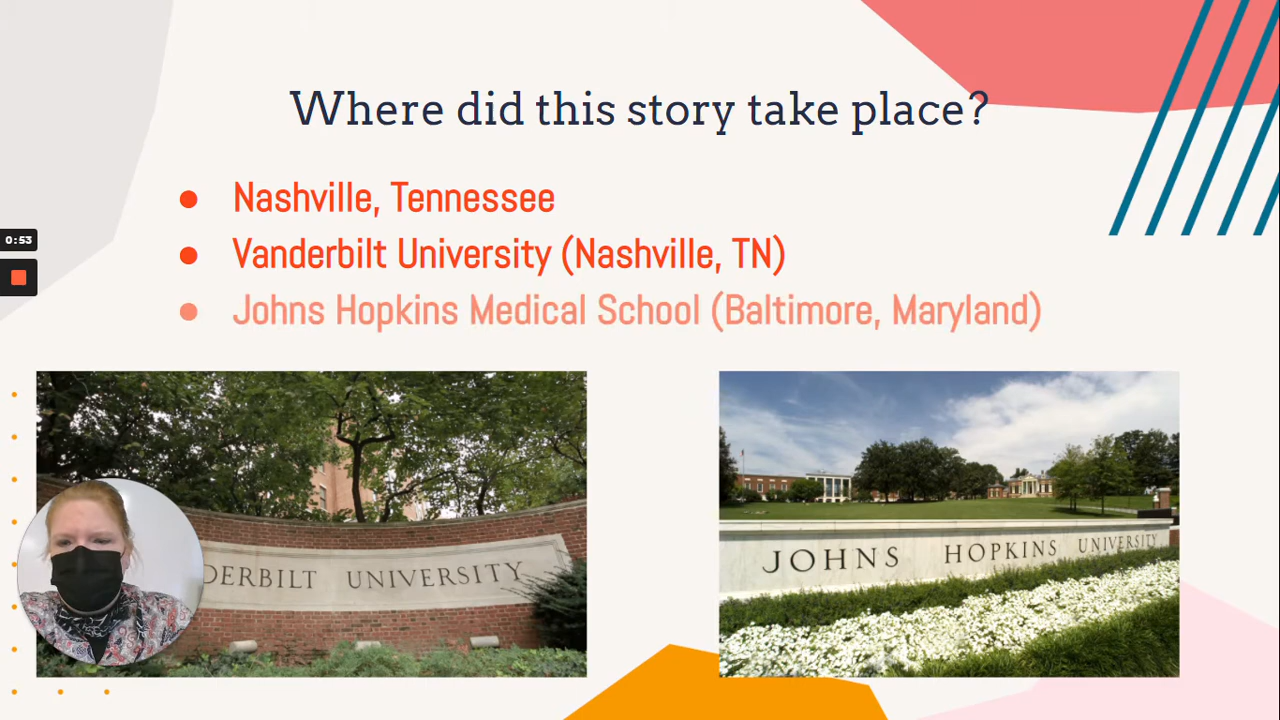 Where did this story take place?
● Nashville, Tennessee
● Vanderbilt University (Nashville, TN)
● Johns Hopkins Medical School (Baltimore, Maryland)
0:53
DERBILT UNIVERSITY
JOHNS HOPKINS UNIVERSITY